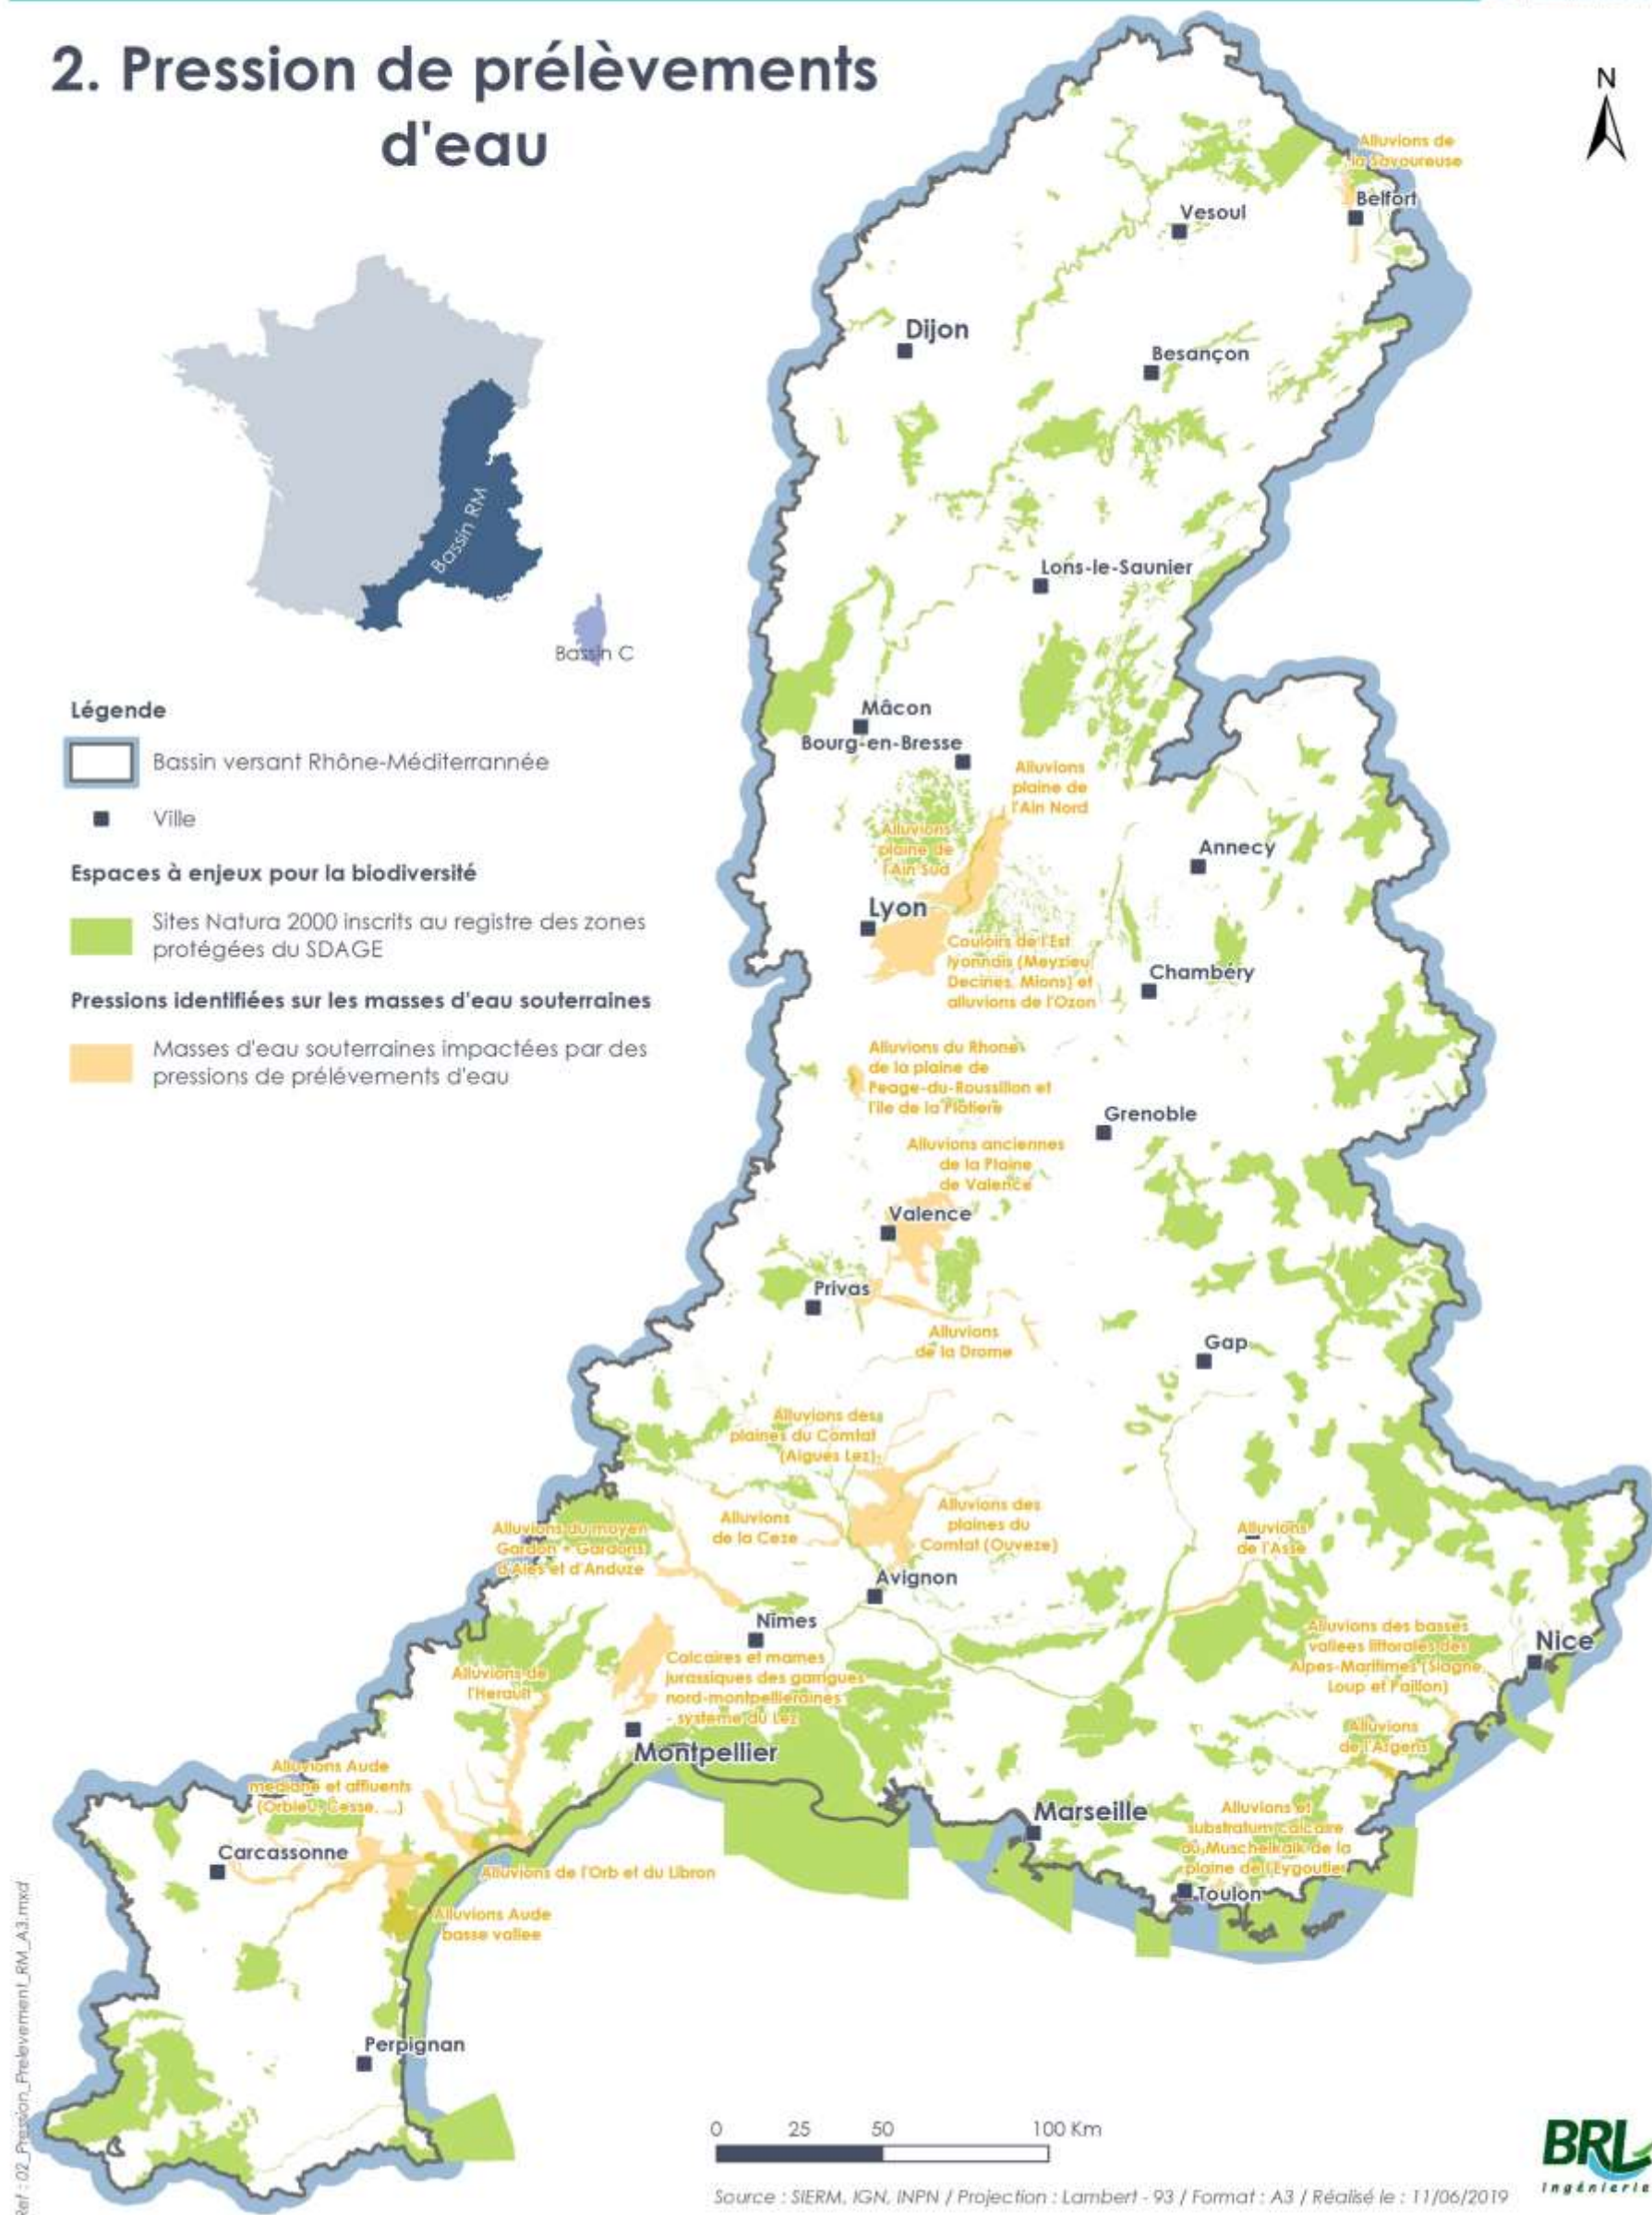 2. Pression de prélèvements
d'eau
N
Bassin RM
Bassin C
Légende
Bassin versant Rhône-Méditerrannée
Ville
Espaces à enjeux pour la biodiversité
Sites Natura 2000 inscrits au registre des zones
protégées du SDAGE
Pressions identifiées sur les masses d'eau souterraines
Masses d'eau souterraines impactées par des
pressions de prélévements d'eau
Alluvions de
la Savoureuse
Belfort
Vesoul
Dijon
Besançon
Lons-le-Saunier
Mâcon
Bourg-en-Bresse
Alluvions
plaine de
l'Ain Nord
Alluvions
plaine de
l'Ain Sud
Annecy
Lyon
Couloirs de l'Est
lyonnais (Meyzieu,
Decines, Mions) et
alluvions de l'Ozon
Chambéry
Alluvions du Rhone
de la plaine de
Peage-du-Roussillon et
l'ile de la Platiere
Grenoble
Alluvions anciennes
de la Plaine
de Valence
Valence
Privas
Alluvions
de la Drome
Gap
Alluvions des
plaines du Comtat
(Aigues Lez)
Alluvions
de la Ceze
Alluvions des
plaines du
Comtat (Ouveze)
Alluvions
de l'Asse
Alluvions du moyen
Gardon + Gardons
d'Ales et d'Anduze
Avignon
Nîmes
Alluvions des basses
vallees littorales des
Alpes-Maritimes (Siagne,
Loup et Paillon)
Nice
Calcaires et marnes
jurassiques des garrigues
nord-montpellieraines
- systeme du Lez
Alluvions de
l'Herault
Montpellier
Alluvions
de l'Argens
Alluvions Aude
mediane et affluents
(Orbieu, Cesse, ...)
Marseille
Alluvions et
substratum calcaire
du Muschelkalk de la
plaine de l'Eygoutier
Carcassonne
Alluvions de l'Orb et du Libron
Toulon
Alluvions Aude
basse vallee
Perpignan
0 25 50 100 Km
Source : SIERM, IGN, INPN / Projection : Lambert - 93 / Format : A3 / Réalisé le : 11/06/2019
BRL
Ingénierie
Ref : 02_Pression_Prelevement_RM_A3.mxd